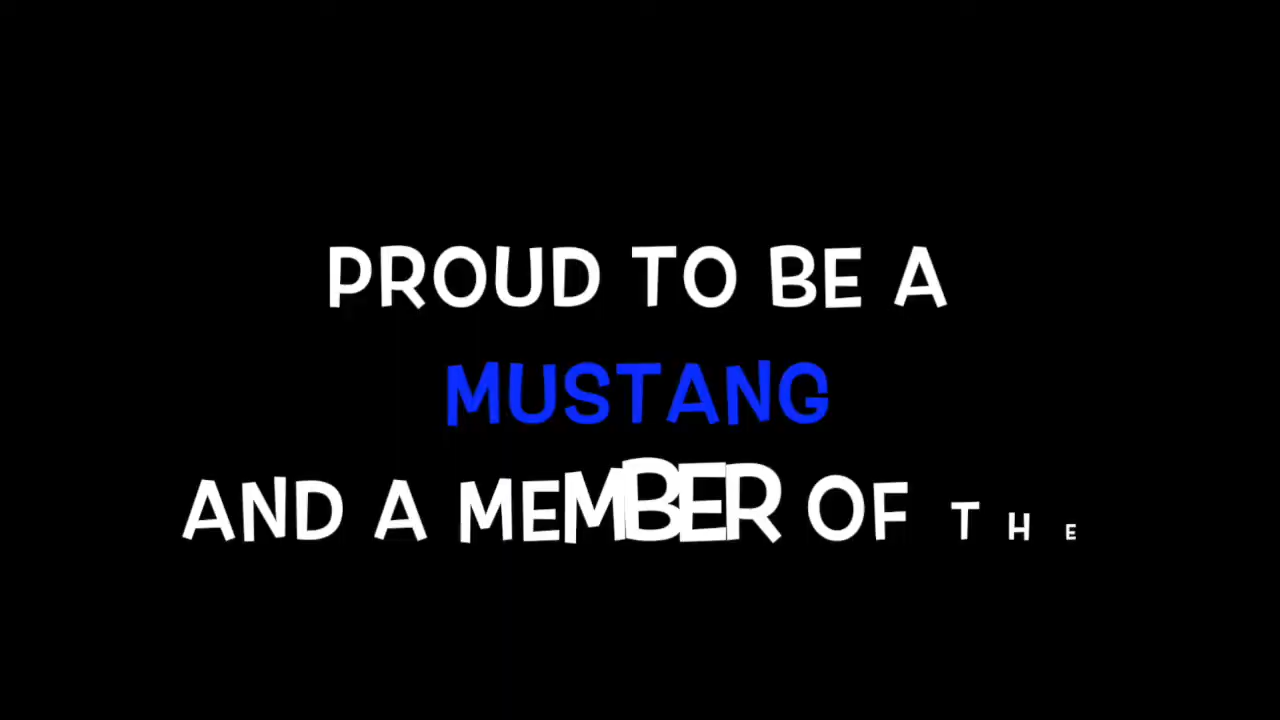 PROUD TO BE A
MUSTANG
AND A MEMBER OF THE